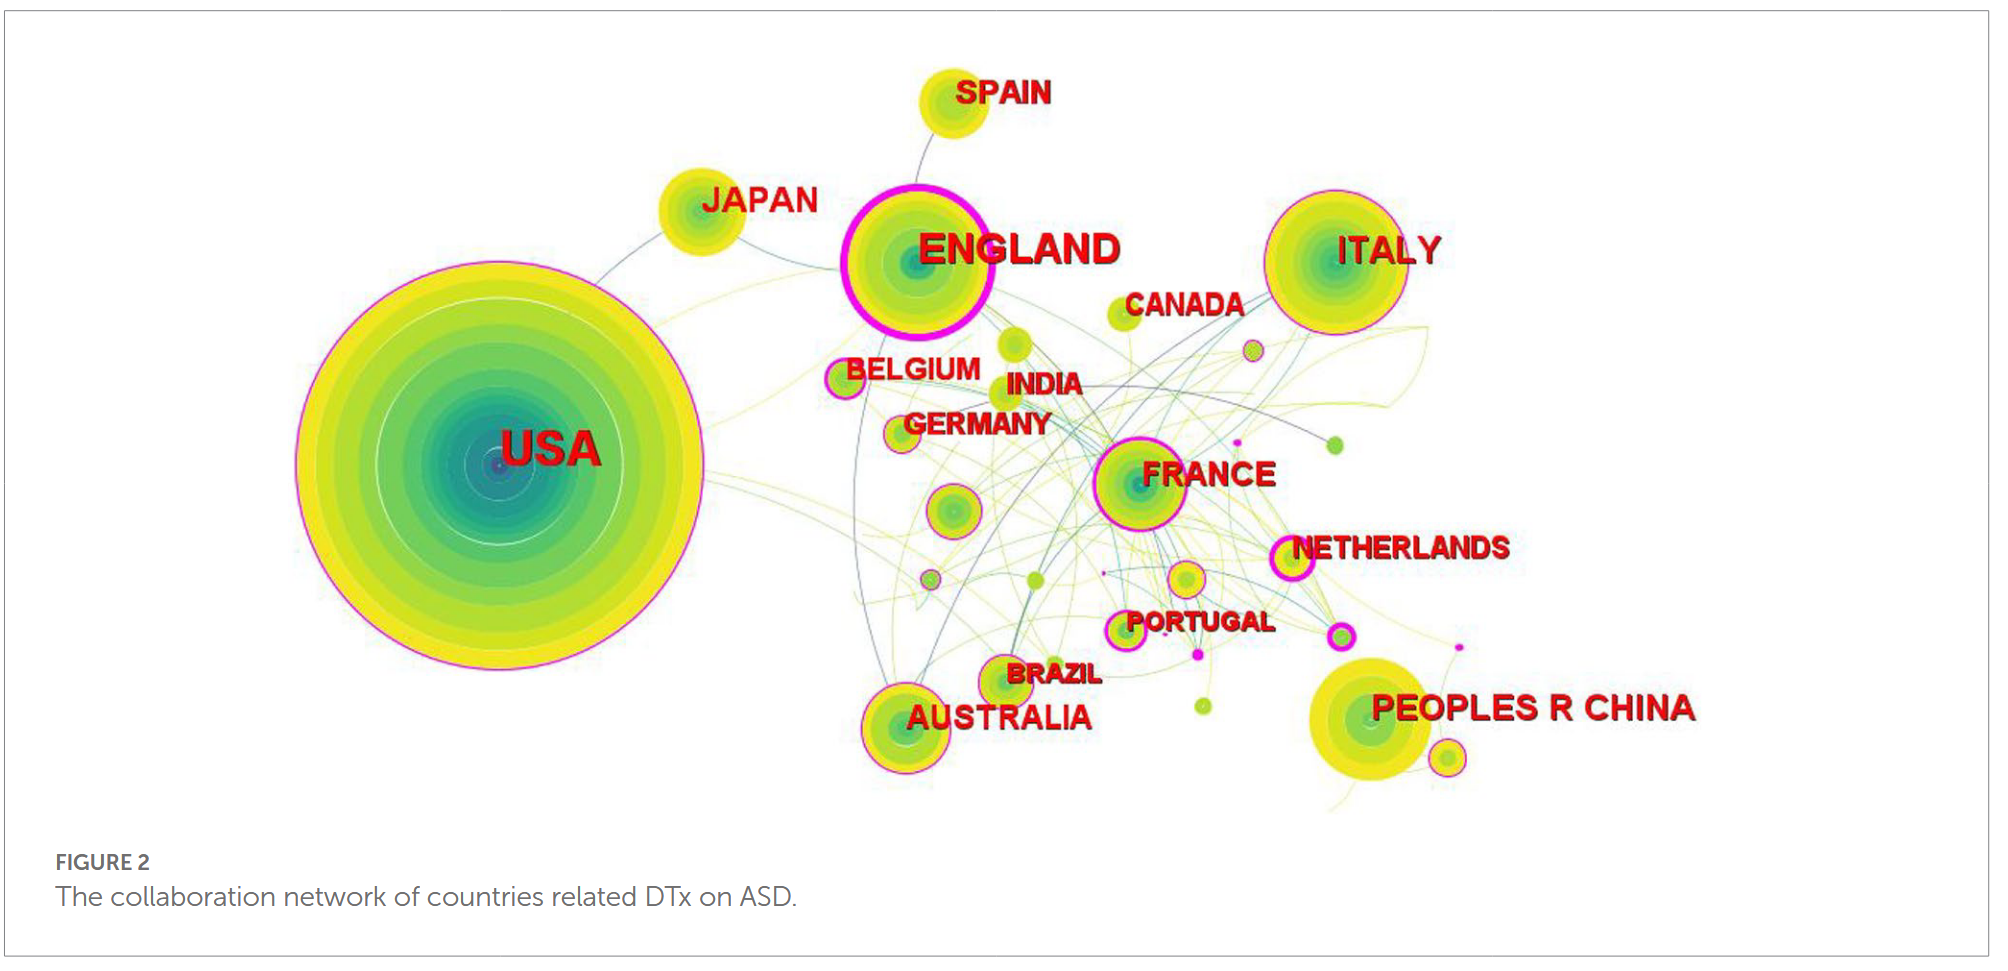 SPAIN
JAPAN
ENGLAND
ITALY
CANADA
BELGIUM
INDIA
GERMANY
USA
FRANCE
NETHERLANDS
PORTUGAL
BRAZIL
PEOPLES R CHINA
AUSTRALIA
FIGURE 2
The collaboration network of countries related DTx on ASD.